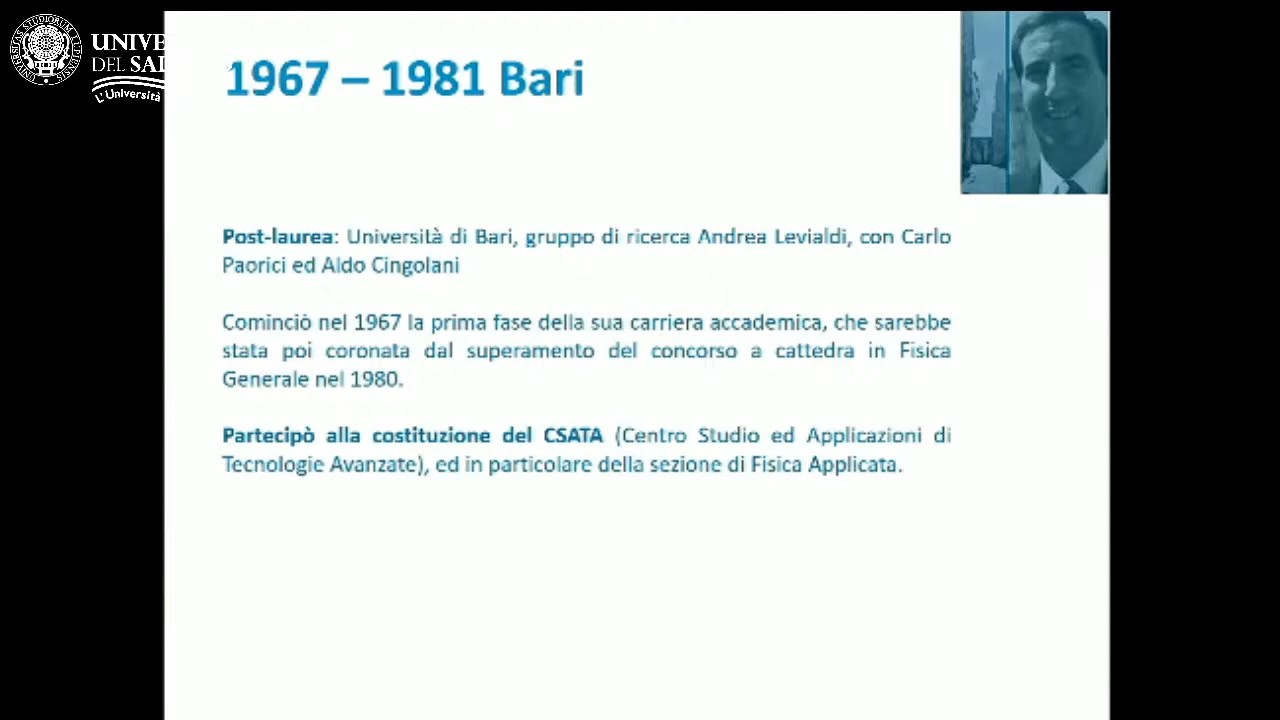 UNIVE
DEL SAL
L'Università
1967 – 1981 Bari
Post-laurea: Università di Bari, gruppo di ricerca Andrea Levialdi, con Carlo
Paorici ed Aldo Cingolani
Cominciò nel 1967 la prima fase della sua carriera accademica, che sarebbe
stata poi coronata dal superamento del concorso a cattedra in Fisica
Generale nel 1980.
Partecipò alla costituzione del CSATA (Centro Studio ed Applicazioni di
Tecnologie Avanzate), ed in particolare della sezione di Fisica Applicata.